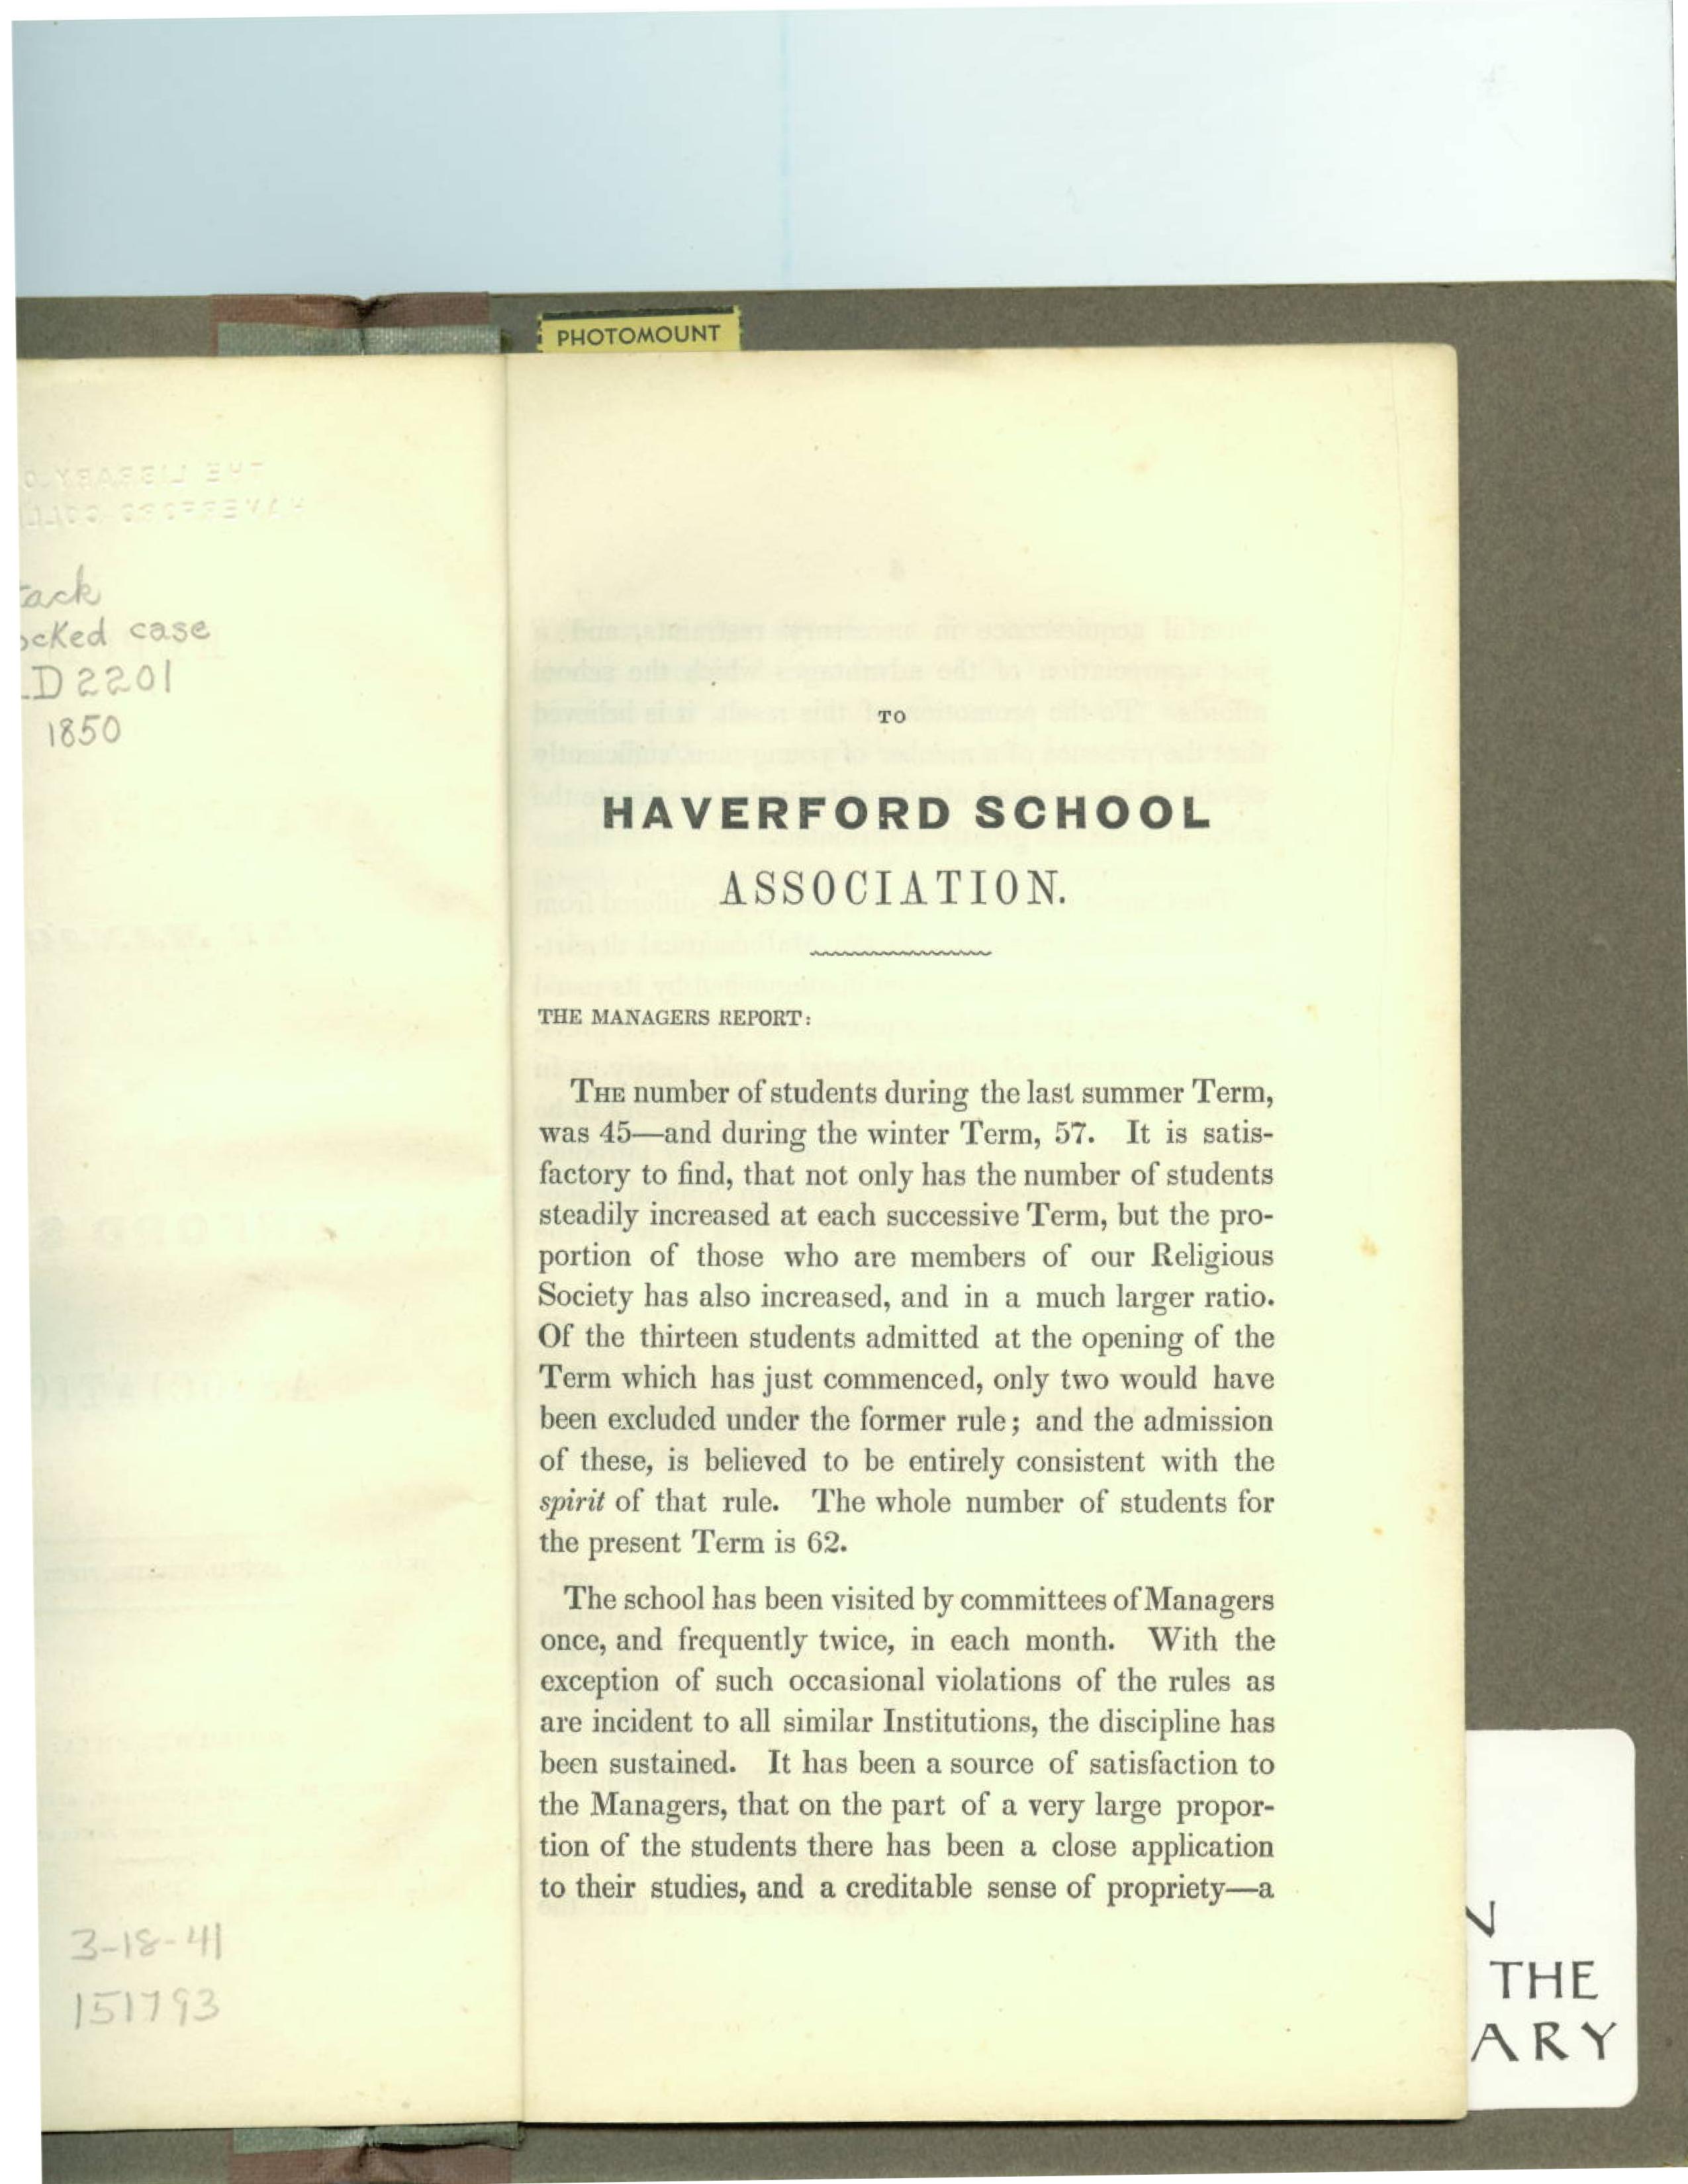 PHOTOMOUNT
ocked case
D2201
1850
3-18-41
151793
TO
HAVERFORD SCHOOL
ASSOCIATION.
THE MANAGERS REPORT:
THE number of students during the last summer Term,
was 45—and during the winter Term, 57. It is satis-
factory to find, that not only has the number of students
steadily increased at each successive Term, but the pro-
portion of those who are members of our Religious
Society has also increased, and in a much larger ratio.
Of the thirteen students admitted at the opening of the
Term which has just commenced, only two would have
been excluded under the former rule; and the admission
of these, is believed to be entirely consistent with the
spirit of that rule. The whole number of students for
the present Term is 62.
The school has been visited by committees of Managers
once, and frequently twice, in each month. With the
exception of such occasional violations of the rules as
are incident to all similar Institutions, the discipline has
been sustained. It has been a source of satisfaction to
the Managers, that on the part of a very large propor-
tion of the students there has been a close application
to their studies, and a creditable sense of propriety—a
N
THE
ARY